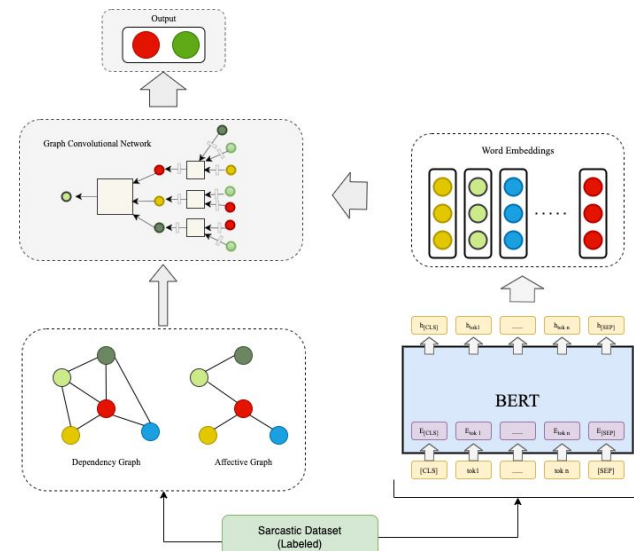 Output
Graph Convolutional Network
Word Embeddings
.....
h[CLS] htok1 ...... htok n h[SEP]
BERT
E[CLS] Etok 1 ...... Etok n E[SEP]
[CLS] tok1 ...... tok n [SEP]
Dependency Graph Affective Graph
Sarcastic Dataset
(Labeled)